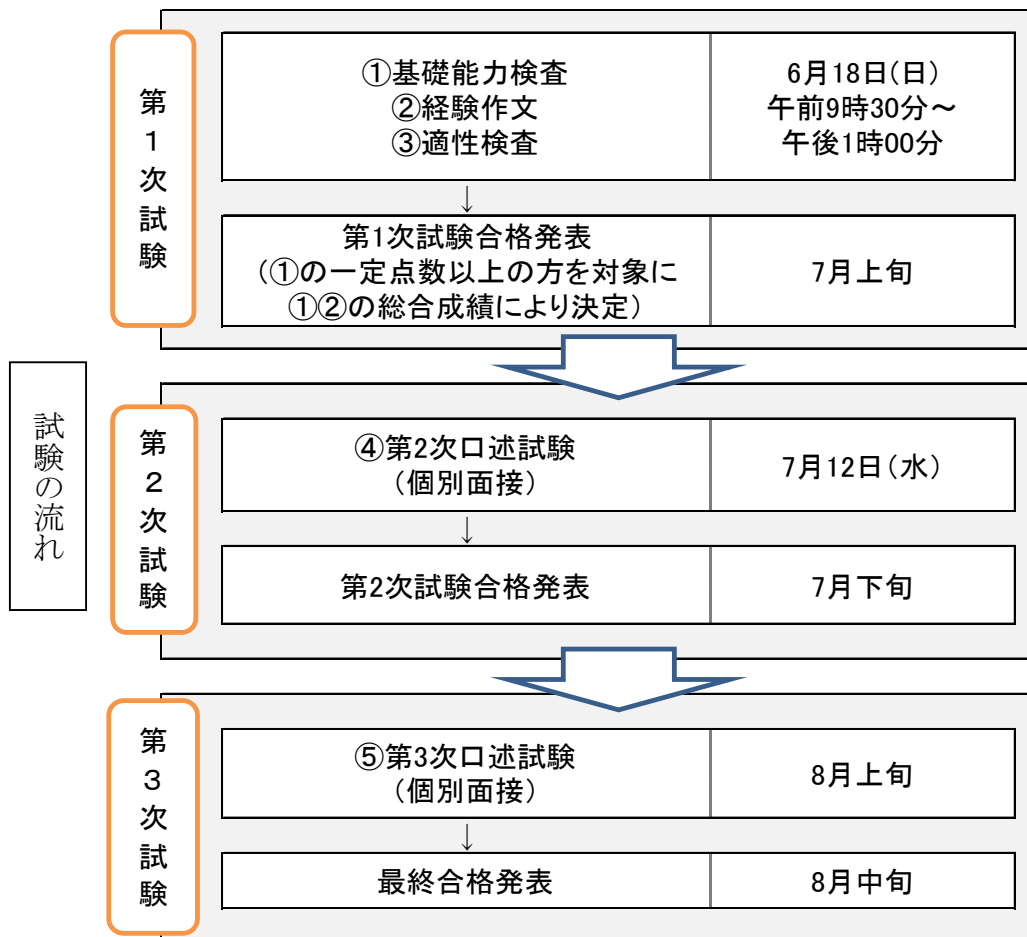 試験の流れ
第1次試験
①基礎能力検査
②経験作文
③適性検査
6月18日(日)
午前9時30分～
午後1時00分
↓
第1次試験合格発表
(①の一定点数以上の方を対象に
①②の総合成績により決定)
7月上旬
第2次試験
④第2次口述試験
(個別面接)
7月12日(水)
↓
第2次試験合格発表
7月下旬
第3次試験
⑤第3次口述試験
(個別面接)
8月上旬
↓
最終合格発表
8月中旬